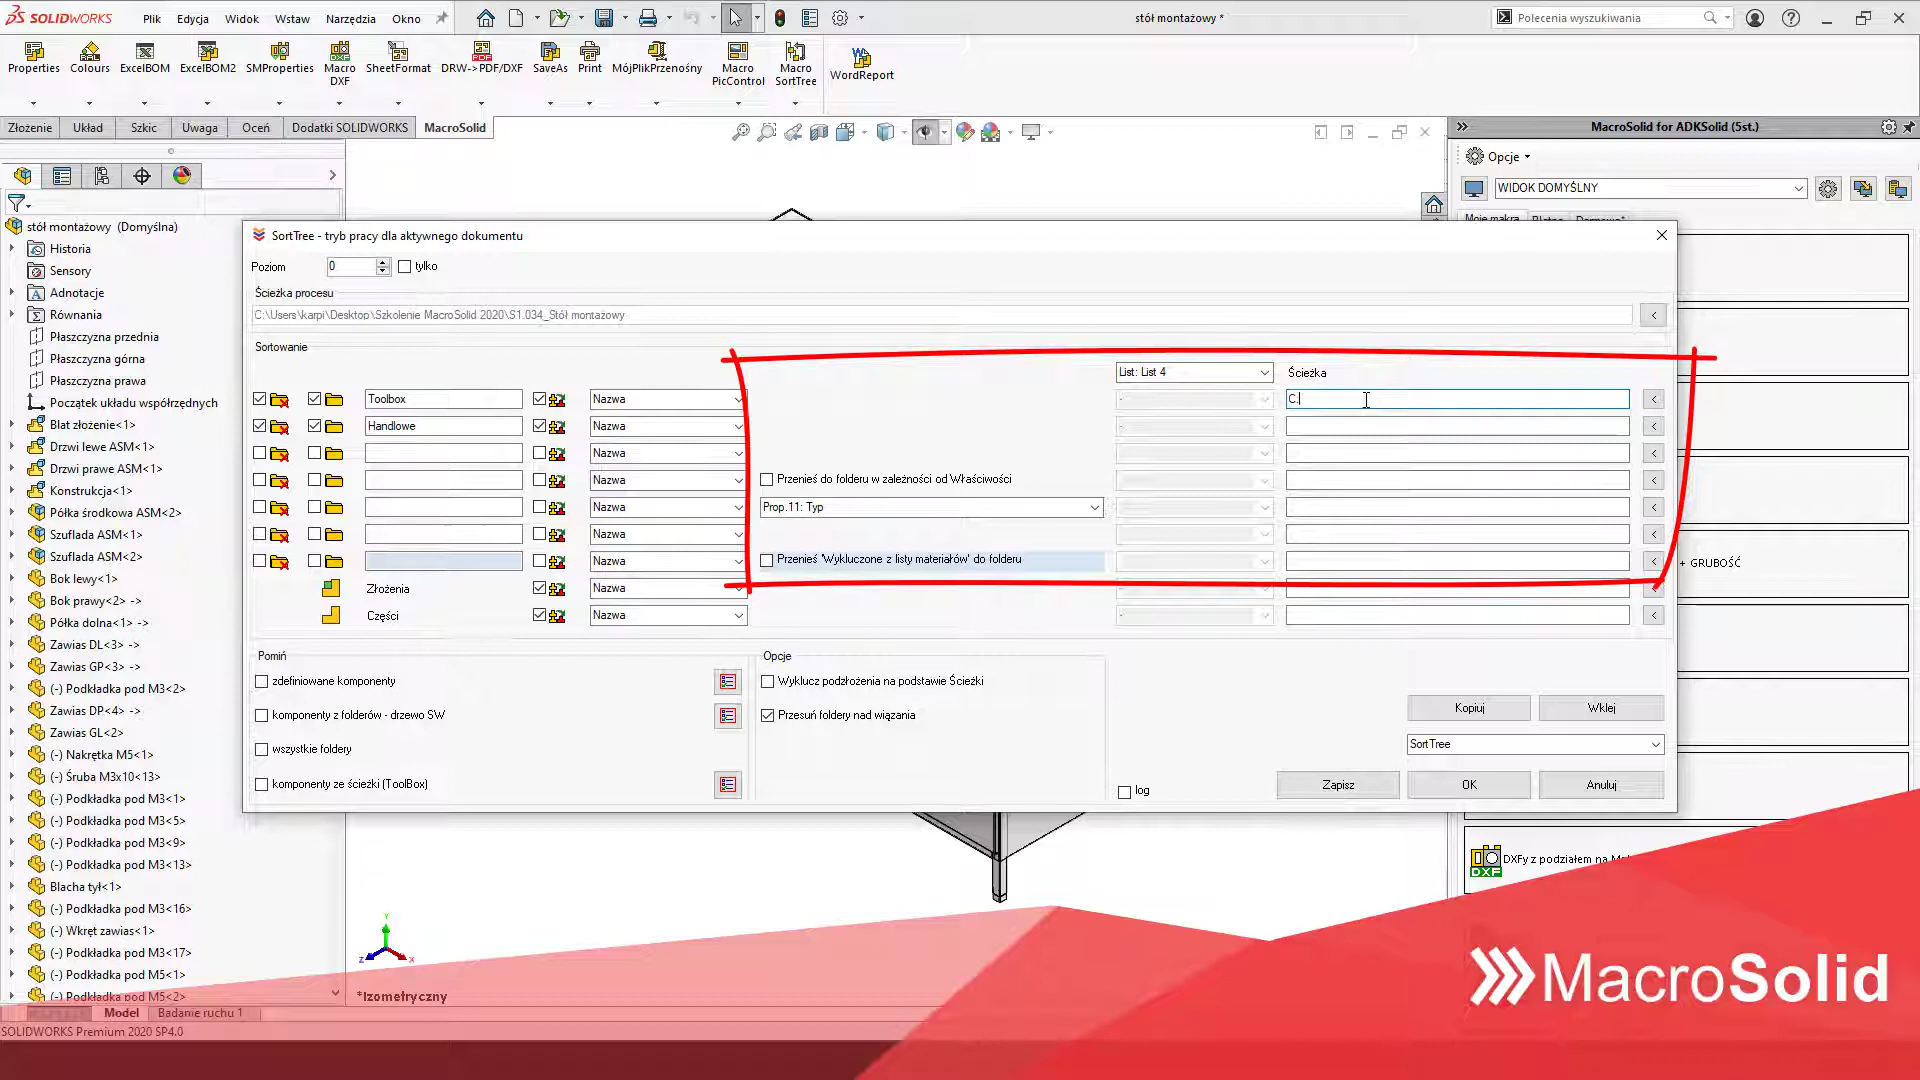 SOLIDWORKS Plik Edycja Widok Wstaw Narzędzia Okno stół montażowy * Polecenia wyszukiwania
Properties Colours ExcelBOM ExcelBOM2 SMProperties Macro DXF SheetFormat DRW->PDF/DXF SaveAs Print MójPlikPrzenośny Macro PicControl Macro SortTree WordReport
Złożenie Układ Szkic Uwaga Oceń Dodatki SOLIDWORKS MacroSolid
MacroSolid for ADKSolid (5st.)
Opcje
WIDOK DOMYŚLNY
Moje makra Płatne Darmowe*
stół montażowy (Domyślna)
Historia
Sensory
Adnotacje
Równania
Płaszczyzna przednia
Płaszczyzna górna
Płaszczyzna prawa
Początek układu współrzędnych
Blat złożenie<1>
Drzwi lewe ASM<1>
Drzwi prawe ASM<1>
Konstrukcja<1>
Półka środkowa ASM<2>
Szuflada ASM<1>
Szuflada ASM<2>
Bok lewy<1>
Bok prawy<2> ->
Półka dolna<1> ->
Zawias DL<3> ->
Zawias GP<3> ->
(-) Podkładka pod M3<2>
Zawias DP<4> ->
Zawias GL<2>
(-) Nakrętka M5<1>
(-) Śruba M3x10<13>
(-) Podkładka pod M3<1>
(-) Podkładka pod M3<5>
(-) Podkładka pod M3<9>
(-) Podkładka pod M3<13>
Blacha tył<1>
(-) Podkładka pod M3<16>
(-) Wkręt zawias<1>
(-) Podkładka pod M3<17>
(-) Podkładka pod M5<1>
(-) Podkładka pod M5<2>
SortTree - tryb pracy dla aktywnego dokumentu
Poziom 0 tylko
Ścieżka procesu
C:\Users\karpi\Desktop\Szkolenie MacroSolid 2020\S1.034_Stół montażowy <
Sortowanie
List: List 4 Ścieżka
Toolbox Nazwa - C: <
Handlowe Nazwa - <
Nazwa <
Nazwa Przenieś do folderu w zależności od Właściwości <
Nazwa Prop.11: Typ <
Nazwa <
Nazwa Przenieś 'Wykluczone z listy materiałów' do folderu <
Złożenia Nazwa - <
Części Nazwa - <
Pomiń
zdefiniowane komponenty
komponenty z folderów - drzewo SW
wszystkie foldery
komponenty ze ścieżki (ToolBox)
Opcje
Wyklucz podzłożenia na podstawie Ścieżki
Przesuń foldery nad wiązania
Kopiuj Wklej
SortTree
log Zapisz OK Anuluj
+ GRUBOŚĆ
DXF DXFy z podziałem na
Y
Z X
*Izometryczny
Model Badanie ruchu 1
SOLIDWORKS Premium 2020 SP4.0
MacroSolid